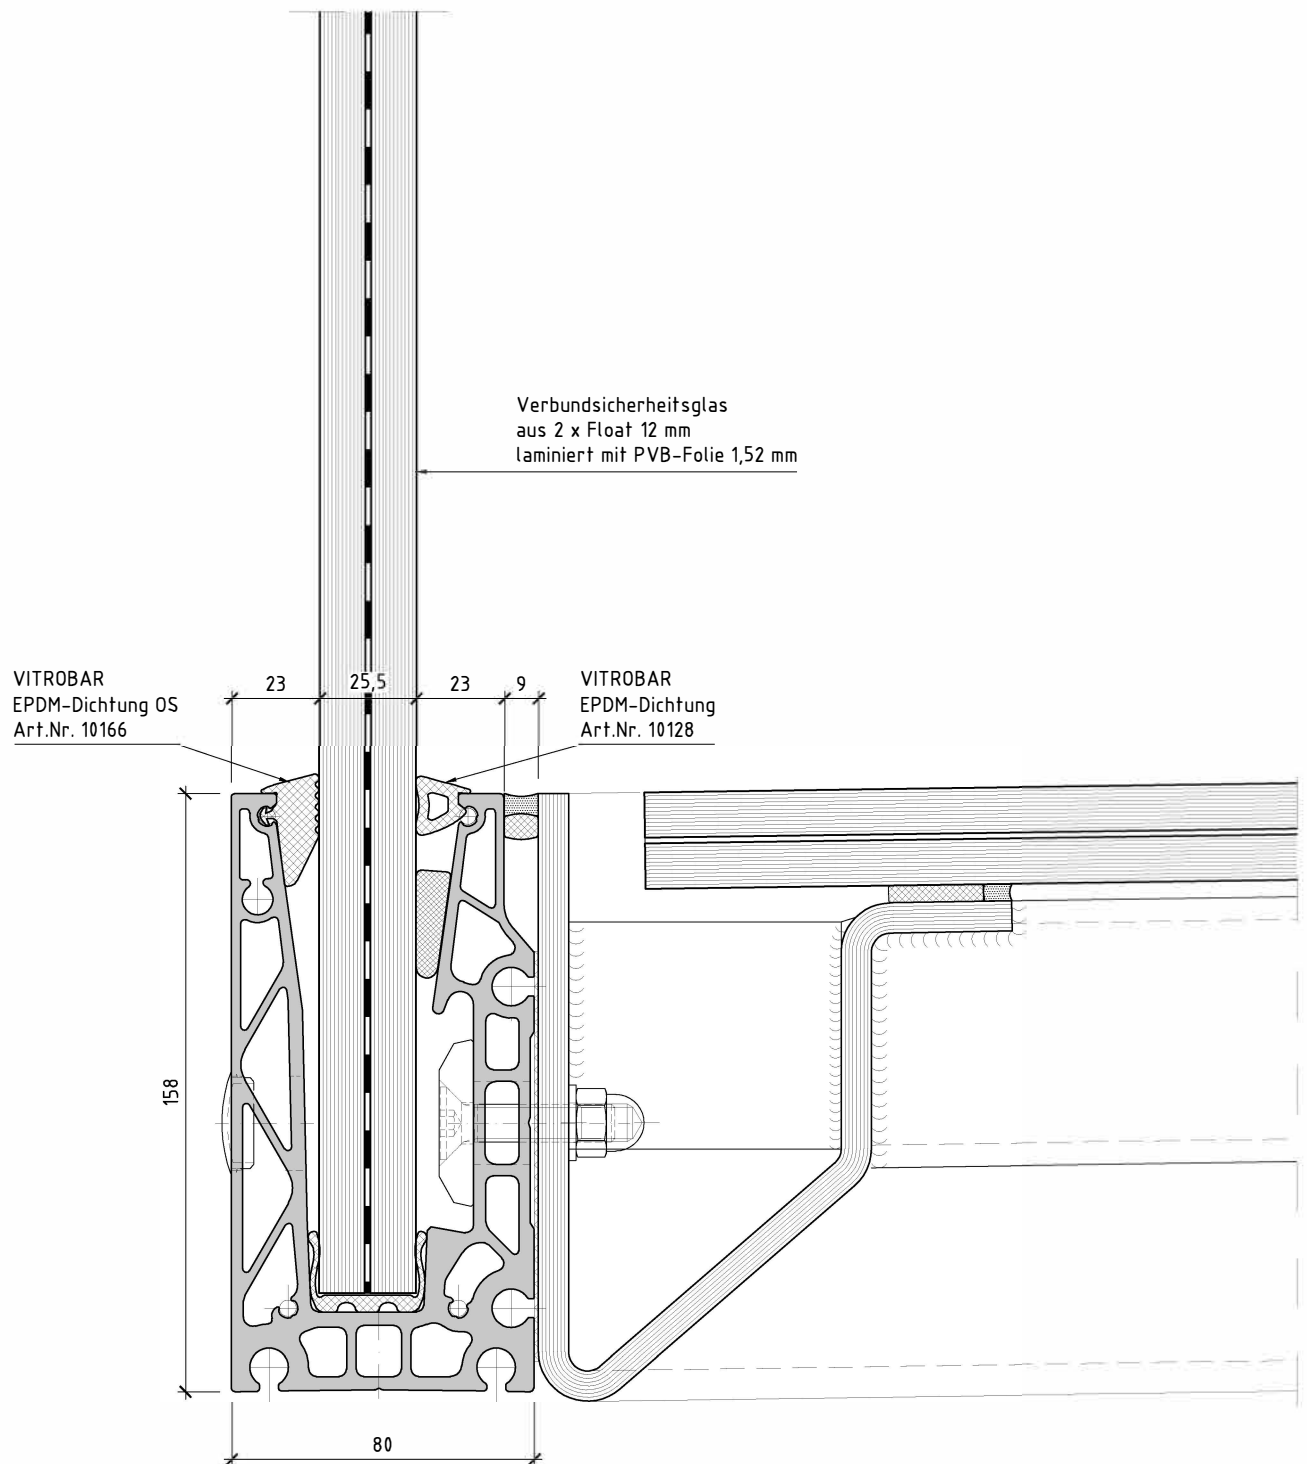 Verbundsicherheitsglas
aus 2 x Float 12 mm
laminiert mit PVB-Folie 1,52 mm
VITROBAR
EPDM-Dichtung OS
Art.Nr. 10166
23
25,5
23
9
VITROBAR
EPDM-Dichtung
Art.Nr. 10128
158
80